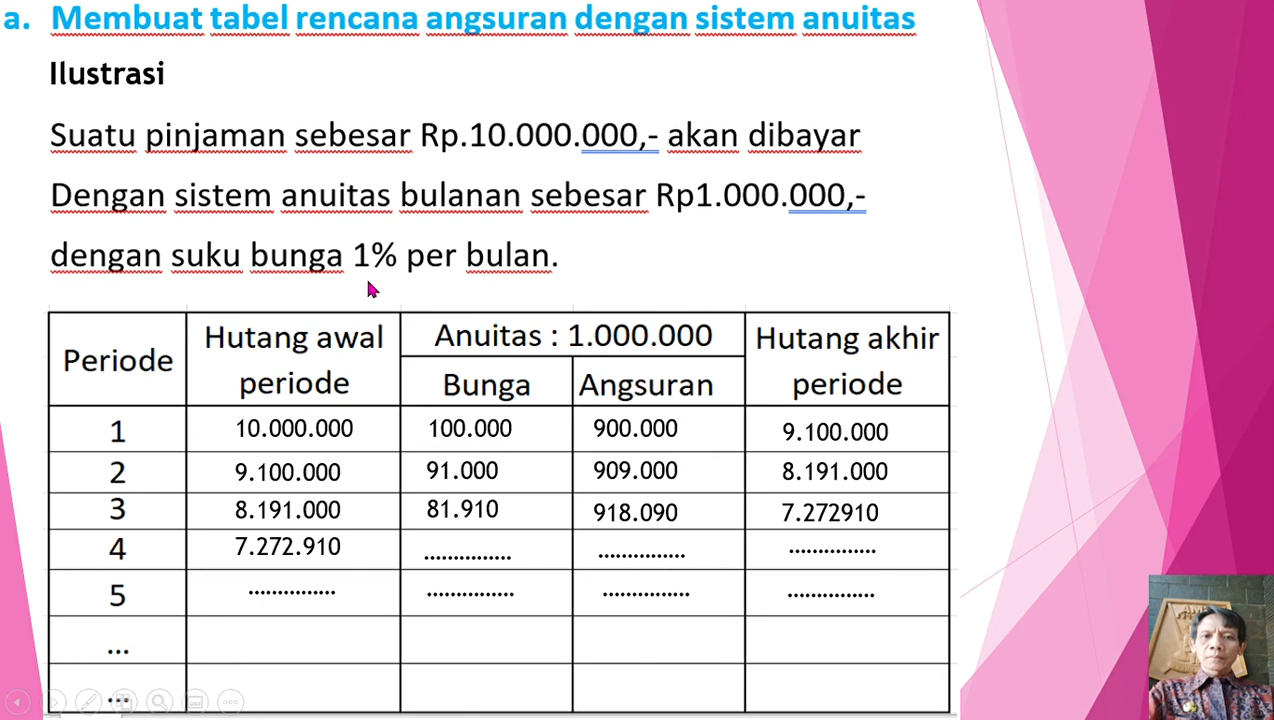 a. Membuat tabel rencana angsuran dengan sistem anuitas
Ilustrasi
Suatu pinjaman sebesar Rp.10.000.000,- akan dibayar
Dengan sistem anuitas bulanan sebesar Rp1.000.000,-
dengan suku bunga 1% per bulan.
Periode Hutang awal periode Anuitas : 1.000.000 Hutang akhir periode
Bunga Angsuran
1 10.000.000 100.000 900.000 9.100.000
2 9.100.000 91.000 909.000 8.191.000
3 8.191.000 81.910 918.090 7.272910
4 7.272.910 ............... ............... ...............
5 ............... ............... ............... ...............
...
...